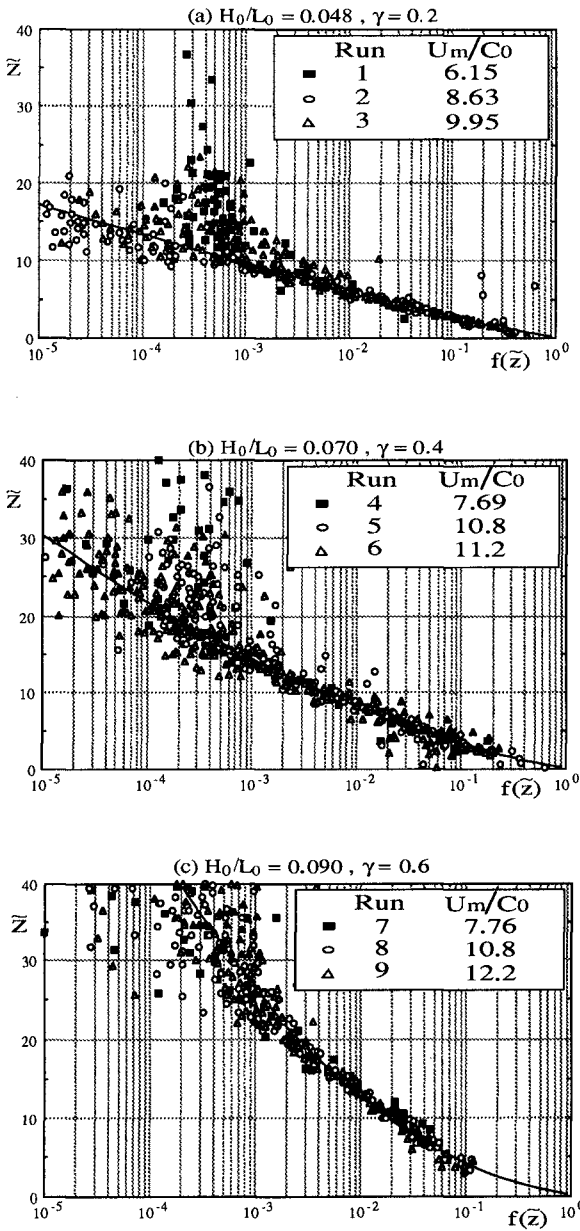 (a) H₀/L₀ = 0.048 , γ = 0.2
Run Um/C₀
■ 1 6.15
○ 2 8.63
△ 3 9.95
z̃
40
30
20
10
0
10⁻⁵ 10⁻⁴ 10⁻³ 10⁻² 10⁻¹ 10⁰
f(z̃)
(b) H₀/L₀ = 0.070 , γ = 0.4
Run Um/C₀
■ 4 7.69
○ 5 10.8
△ 6 11.2
z̃
40
30
20
10
0
10⁻⁵ 10⁻⁴ 10⁻³ 10⁻² 10⁻¹ 10⁰
f(z̃)
(c) H₀/L₀ = 0.090 , γ = 0.6
Run Um/C₀
■ 7 7.76
○ 8 10.8
△ 9 12.2
z̃
40
30
20
10
0
10⁻⁵ 10⁻⁴ 10⁻³ 10⁻² 10⁻¹ 10⁰
f(z̃)